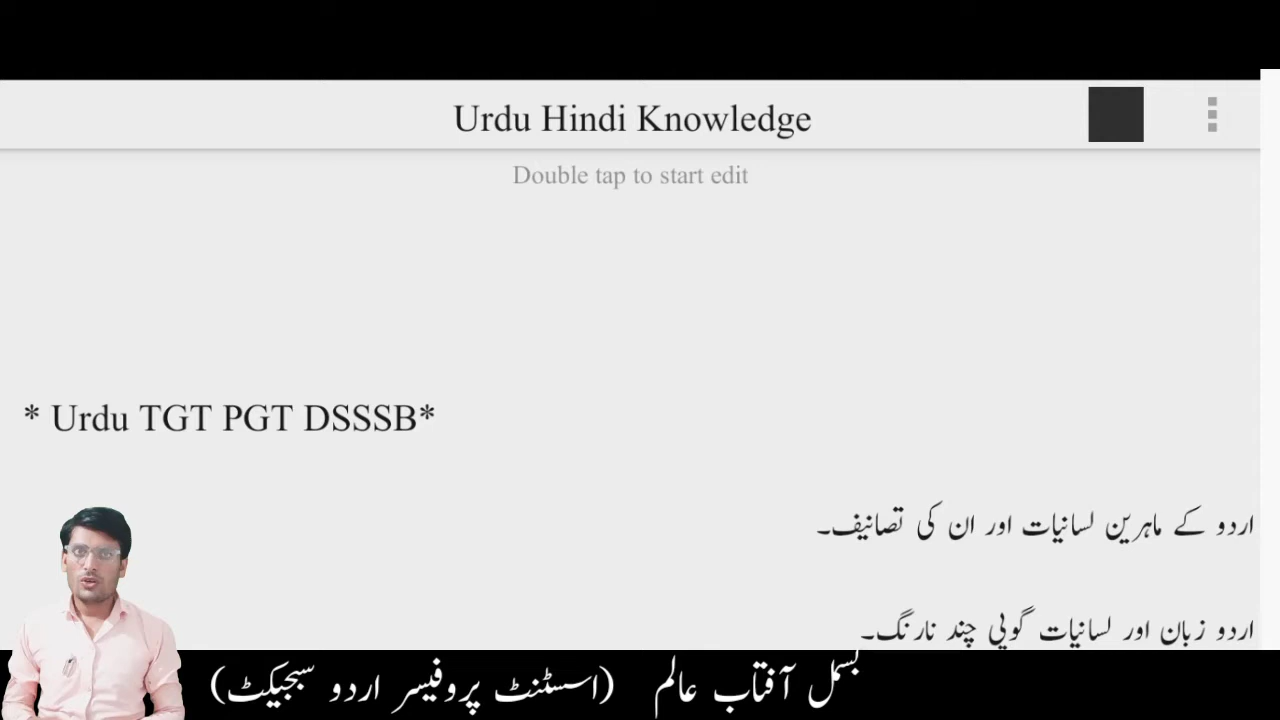 Urdu Hindi Knowledge
Double tap to start edit
* Urdu TGT PGT DSSSB*
اردو کے ماہرین لسانیات اور ان کی تصانیف۔
اردو زبان اور لسانیات گوپی چند نارنگ۔
بسمل آفتاب عالم (اسسٹنٹ پروفیسر اردو سبجیکٹ)